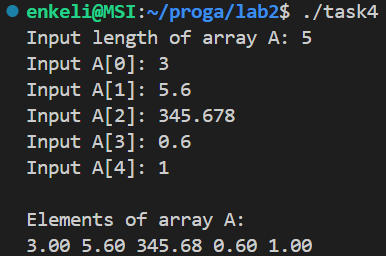 enkeli@MSI:~/proga/lab2$ ./task4
Input length of array A: 5
Input A[0]: 3
Input A[1]: 5.6
Input A[2]: 345.678
Input A[3]: 0.6
Input A[4]: 1
Elements of array A:
3.00 5.60 345.68 0.60 1.00